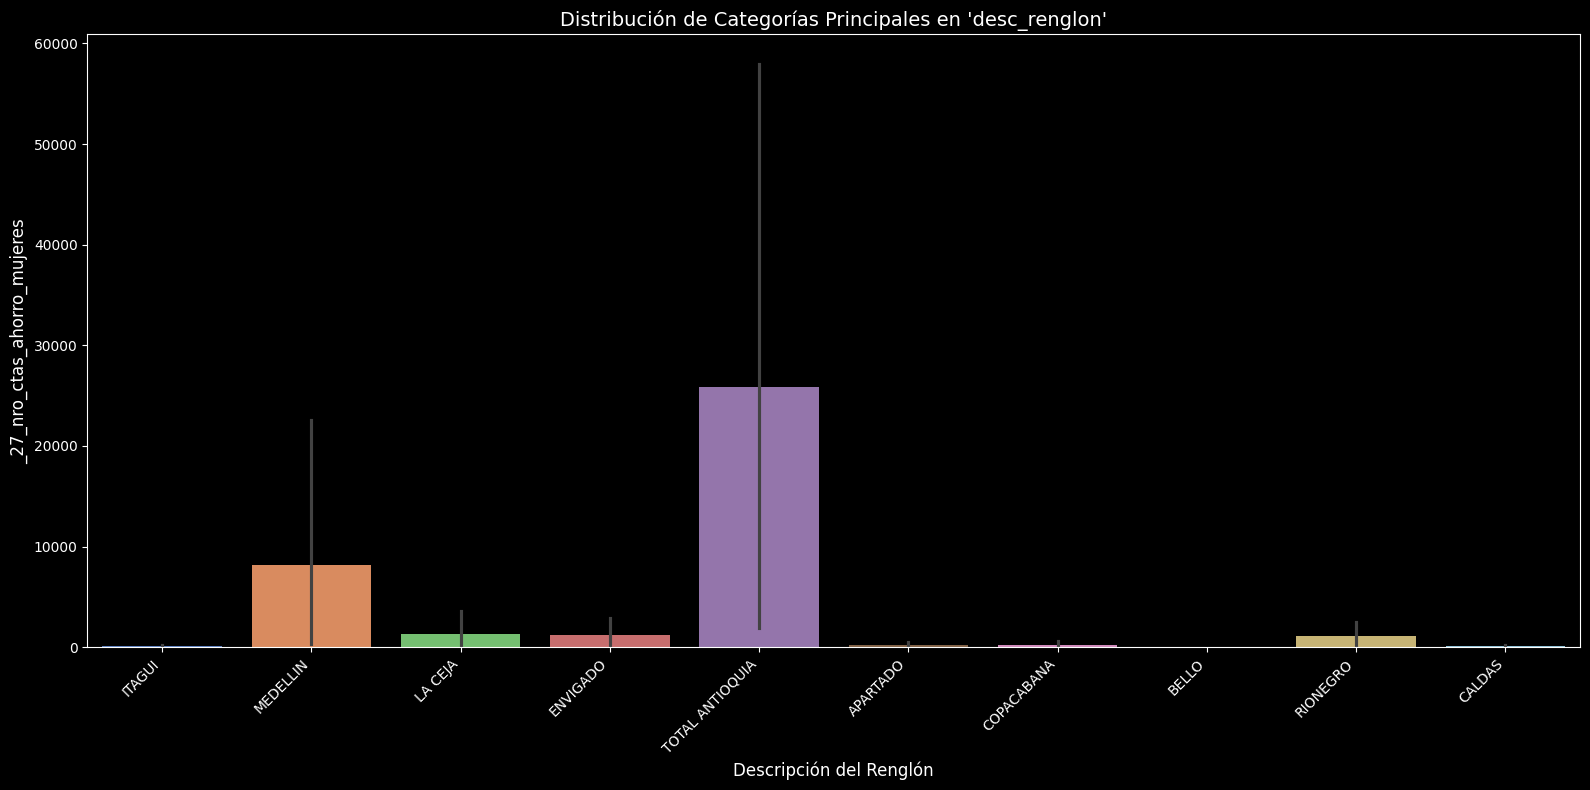 Distribución de Categorías Principales en 'desc_renglon'
_27_nro_ctas_ahorro_mujeres
60000
50000
40000
30000
20000
10000
0
ITAGUI
MEDELLIN
LA CEJA
ENVIGADO
TOTAL ANTIOQUIA
APARTADO
COPACABANA
BELLO
RIONEGRO
CALDAS
Descripción del Renglón